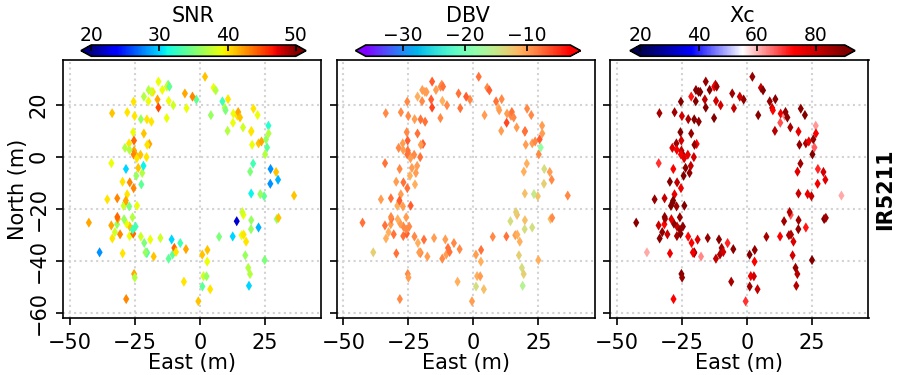 SNR DBV Xc
20 30 40 50 −30 −20 −10 20 40 60 80
North (m)
20
0
−20
−40
−60
−50 −25 0 25 −50 −25 0 25 −50 −25 0 25
East (m) East (m) East (m)
IR5211